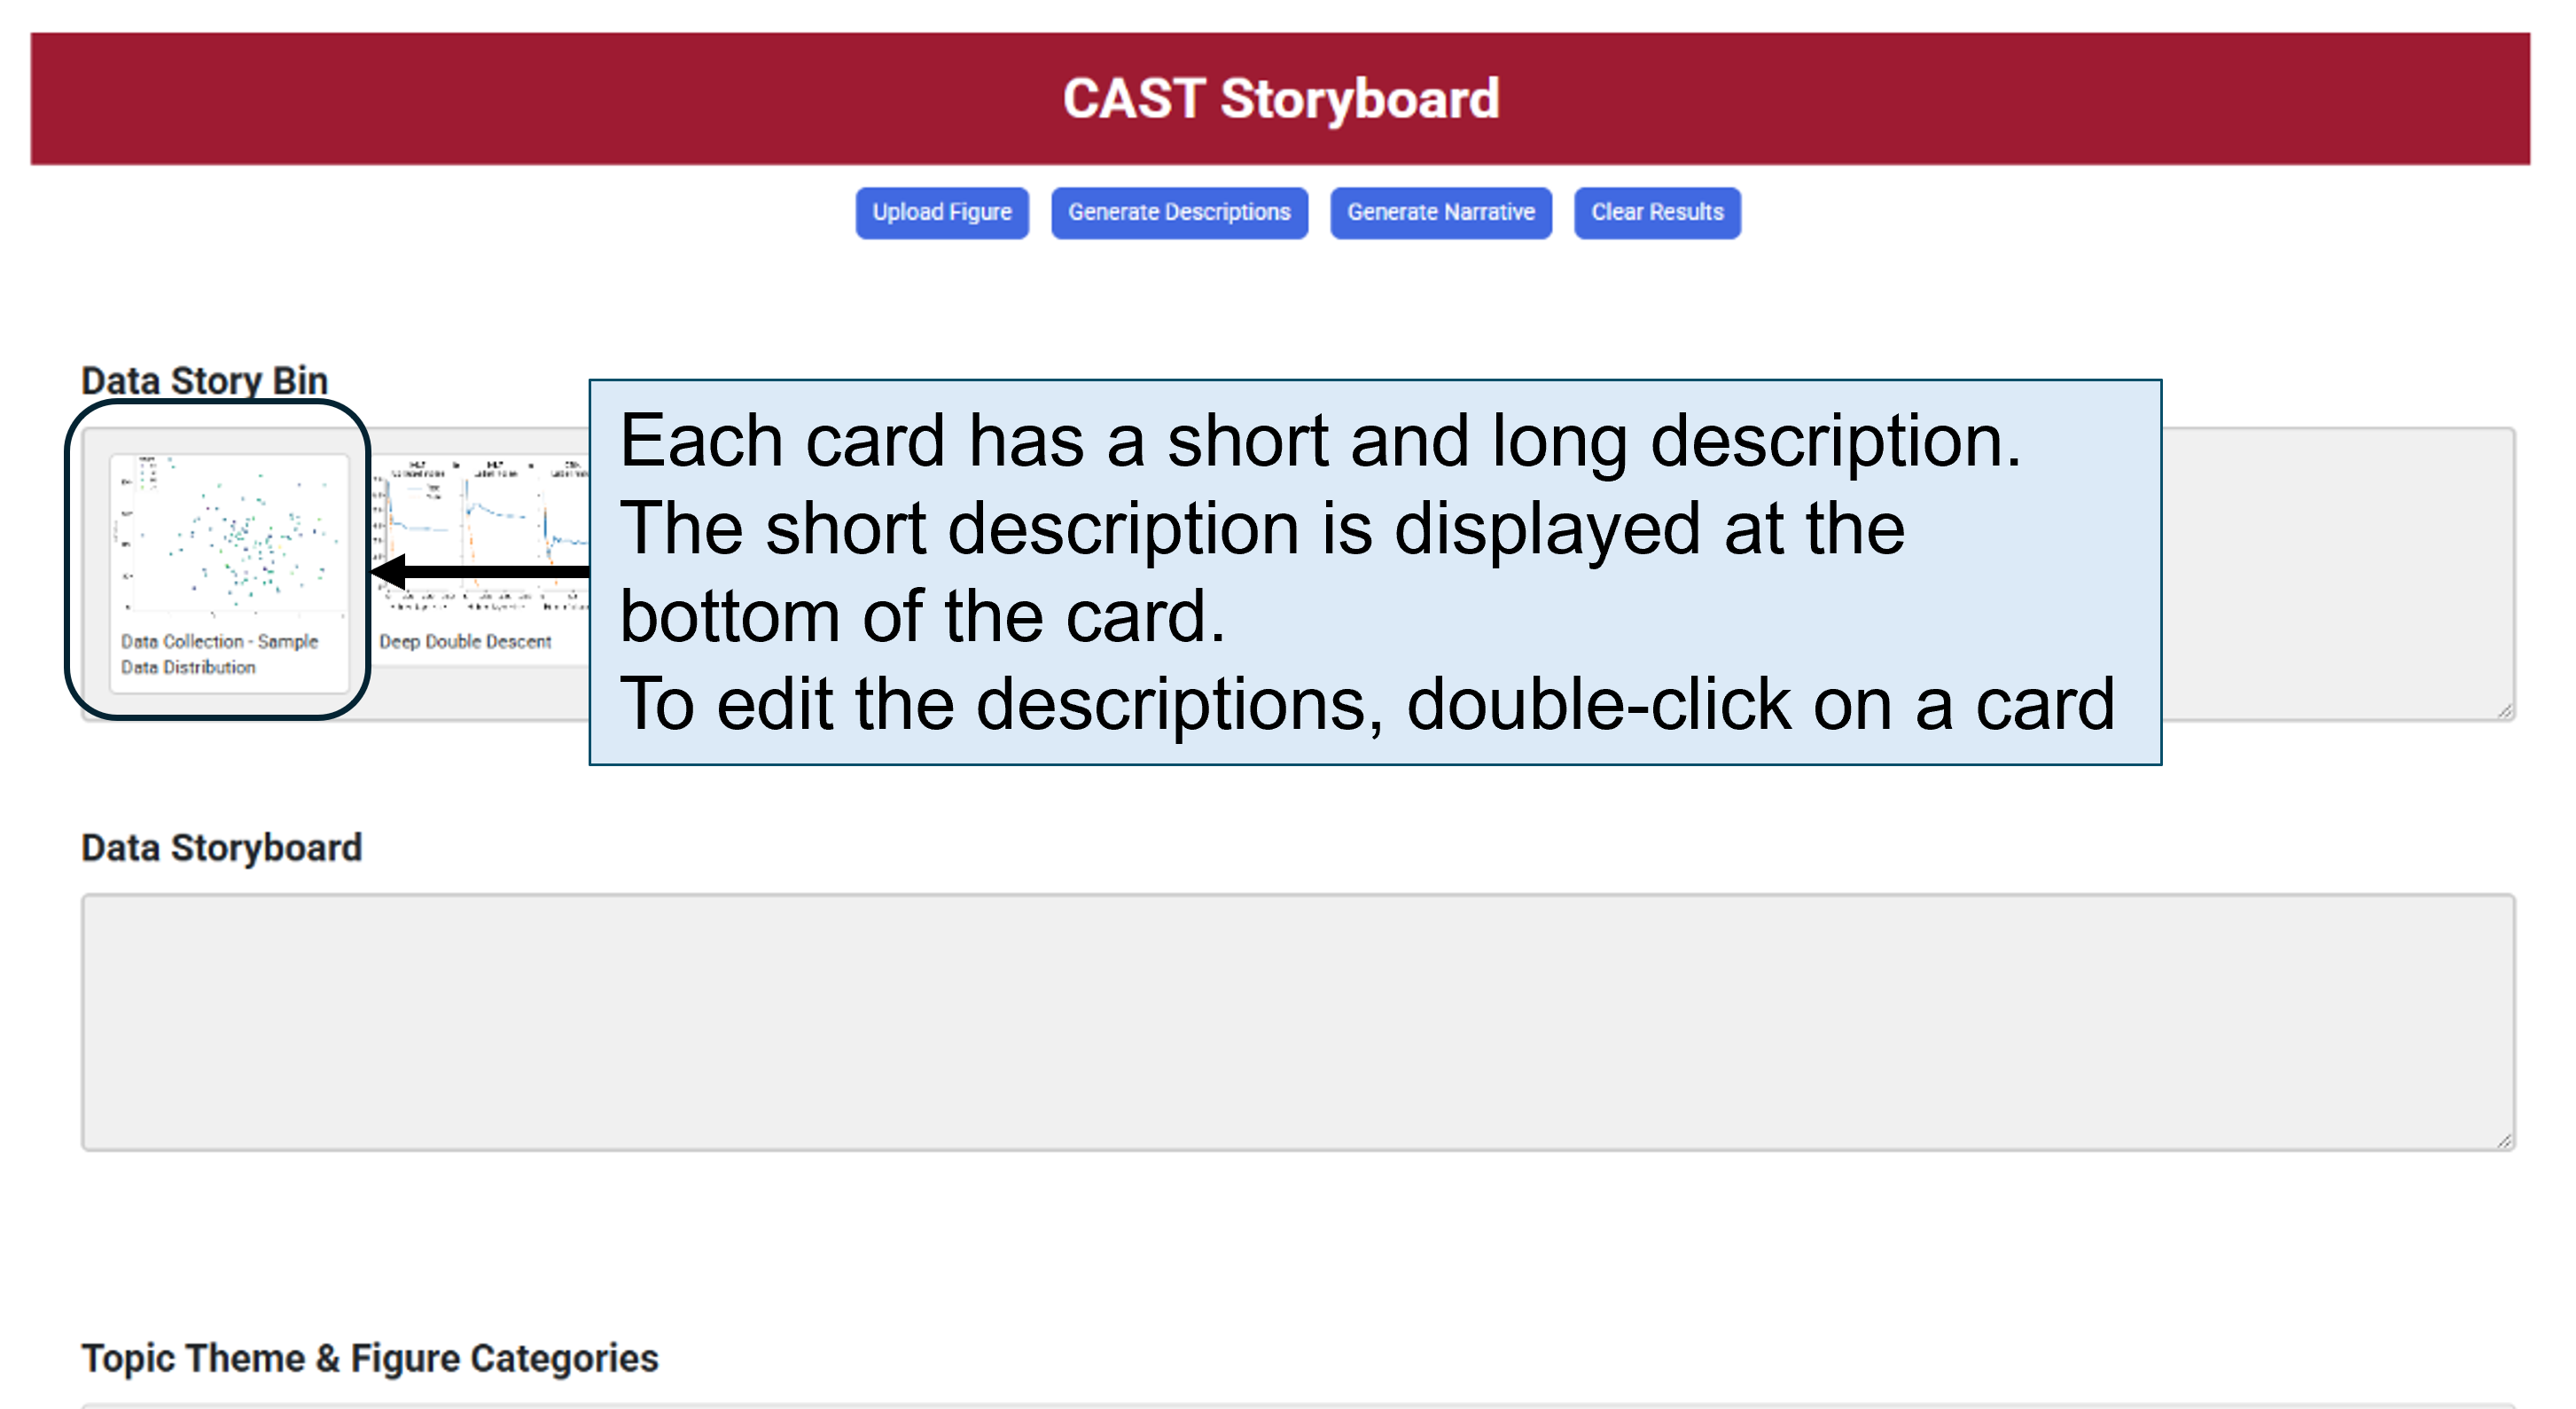 CAST Storyboard
Upload Figure
Generate Descriptions
Generate Narrative
Clear Results
Data Story Bin
Each card has a short and long description.
The short description is displayed at the
bottom of the card.
To edit the descriptions, double-click on a card
Data Collection - Sample
Data Distribution
Deep Double Descent
Data Storyboard
Topic Theme & Figure Categories